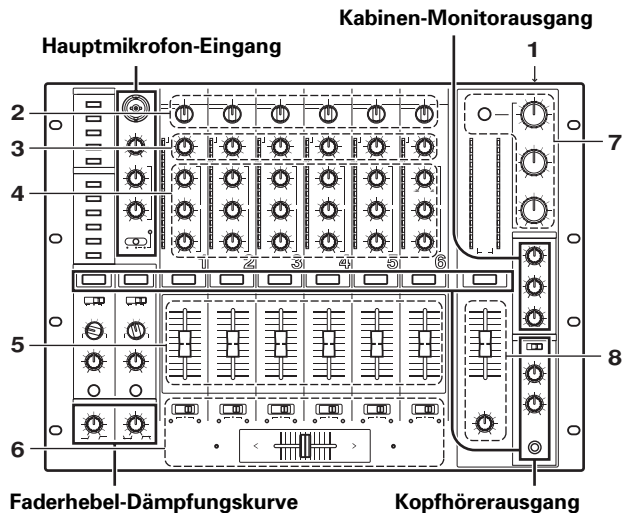 Kabinen-Monitorausgang
Hauptmikrofon-Eingang
1
2
3
4
7
1 2 3 4 5 6
5
8
6
Faderhebel-Dämpfungskurve
Kopfhörerausgang